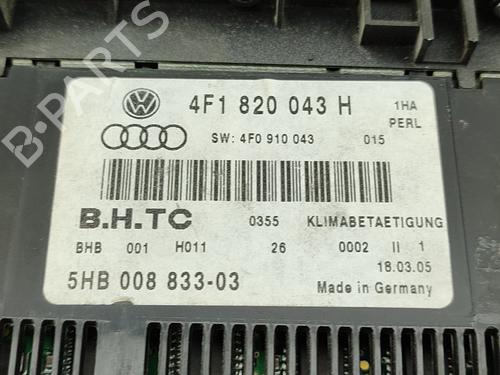 4F1 820 043 H 1HA
PERL
SW: 4F0 910 043 015
B.H.TC 0355 KLIMABETAETIGUNG
BHB 001 H011 26 0002 II 1
18.03.05
5HB 008 833-03 Made in Germany
B-PARTS